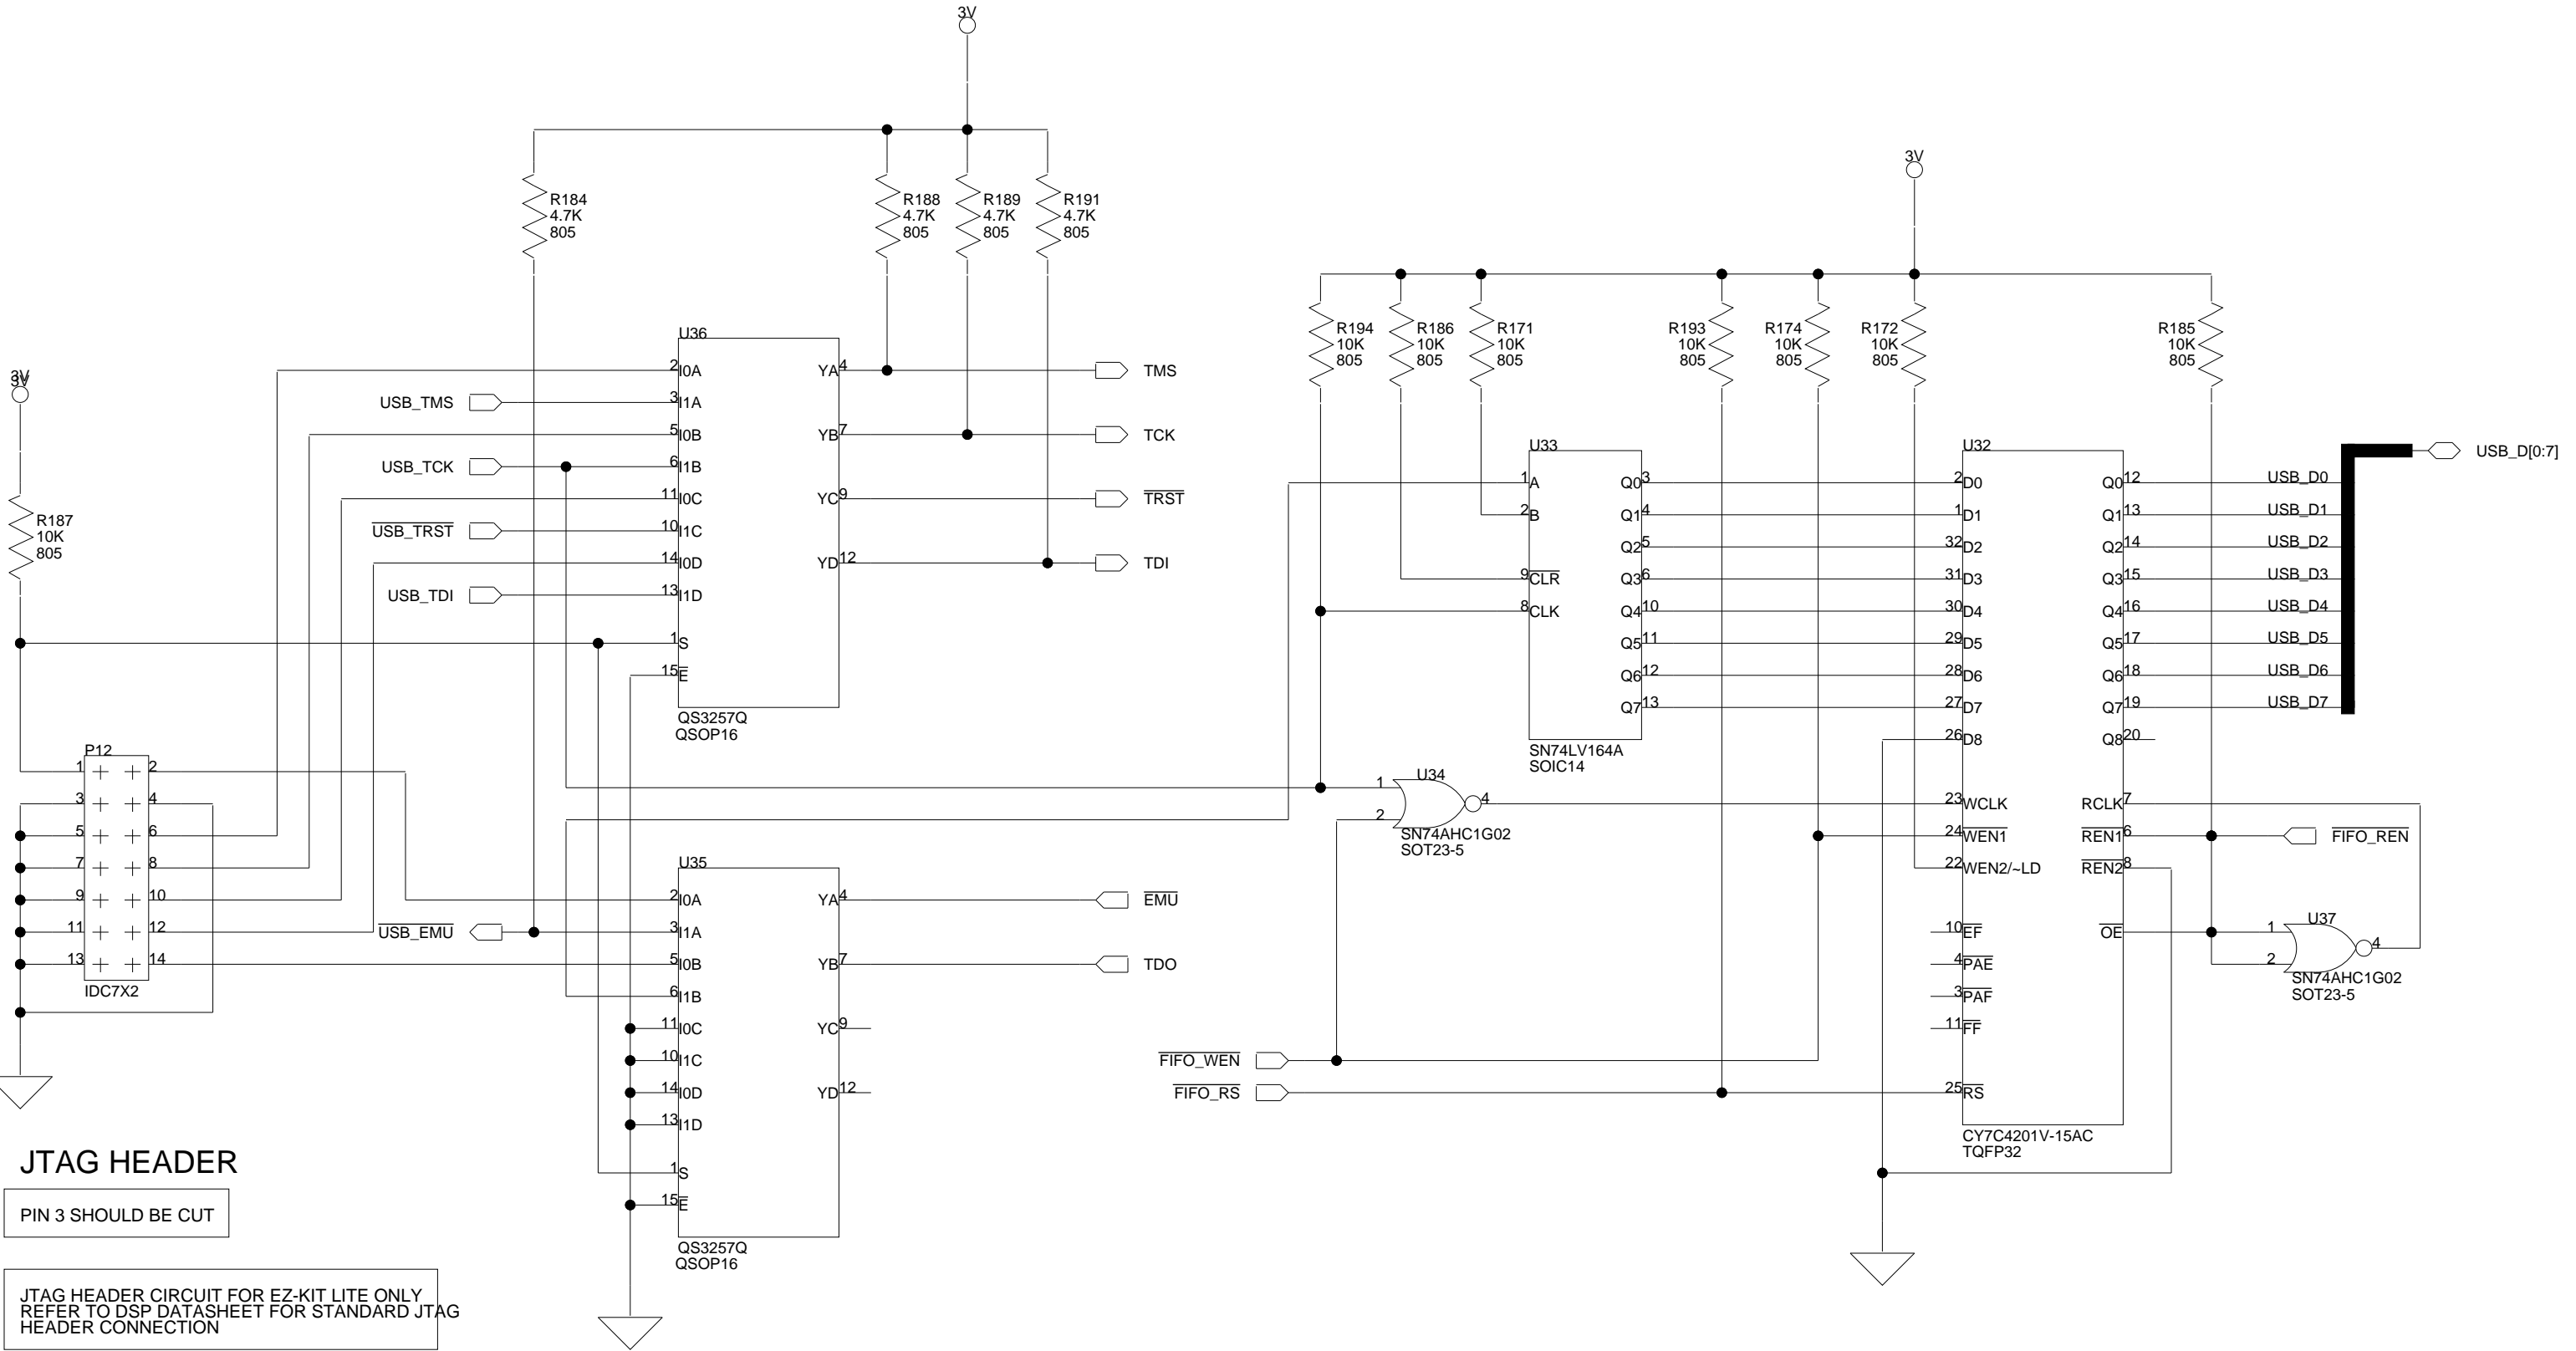 3V
R184
4.7K
805
R188
4.7K
805
R189
4.7K
805
R191
4.7K
805
3V
R194
10K
805
R186
10K
805
R171
10K
805
R193
10K
805
R174
10K
805
R172
10K
805
R185
10K
805
3V
3V
R187
10K
805
U36
2 I0A YA 4 TMS
USB_TMS 3 I1A
5 I0B YB 7 TCK
USB_TCK 6 I1B
11 I0C YC 9 TRST
USB_TRST 10 I1C
14 I0D YD 12 TDI
USB_TDI 13 I1D
1 S
15 E
QS3257Q
QSOP16
U33
1 A Q0 3
2 B Q1 4
Q2 5
9 CLR Q3 6
8 CLK Q4 10
Q5 11
Q6 12
Q7 13
SN74LV164A
SOIC14
U32
2 D0 Q0 12 USB_D0
1 D1 Q1 13 USB_D1
32 D2 Q2 14 USB_D2
31 D3 Q3 15 USB_D3
30 D4 Q4 16 USB_D4
29 D5 Q5 17 USB_D5
28 D6 Q6 18 USB_D6
27 D7 Q7 19 USB_D7
26 D8 Q8 20
23 WCLK RCLK 7
24 WEN1 REN1 6 FIFO_REN
22 WEN2/~LD REN2 8
10 EF OE
4 PAE
3 PAF
11 FF
25 RS
CY7C4201V-15AC
TQFP32
USB_D[0:7]
U34
1
2
4
SN74AHC1G02
SOT23-5
U37
1
2
4
SN74AHC1G02
SOT23-5
P12
1 2
3 4
5 6
7 8
9 10
11 12
13 14
IDC7X2
U35
2 I0A YA 4 EMU
USB_EMU 3 I1A
5 I0B YB 7 TDO
6 I1B
11 I0C YC 9
10 I1C
14 I0D YD 12
13 I1D
1 S
15 E
QS3257Q
QSOP16
FIFO_WEN
FIFO_RS
JTAG HEADER
PIN 3 SHOULD BE CUT
JTAG HEADER CIRCUIT FOR EZ-KIT LITE ONLY
REFER TO DSP DATASHEET FOR STANDARD JTAG
HEADER CONNECTION